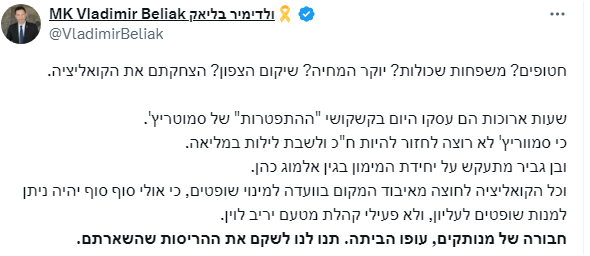 MK Vladimir Beliak ולדימיר בליאק🎗️
@VladimirBeliak
חטופים? משפחות שכולות? יוקר המחיה? שיקום הצפון? הצחקתם את הקואליציה.
שעות ארוכות הם עסקו היום בקשקושי "ההתפטרות" של סמוטריץ'.
כי סמווריץ' לא רוצה לחזור להיות ח"כ ולשבת לילות במליאה.
ובן גביר מתעקש על יחידת המימון בגין אלמוג כהן.
וכל הקואליציה לחוצה מאיבוד המקום בוועדה למינוי שופטים, כי אולי סוף סוף יהיה ניתן
למנות שופטים לעליון, ולא פעילי קהלת מטעם יריב לוין.
חבורה של מנותקים, עופו הביתה. תנו לנו לשקם את ההריסות שהשארתם.